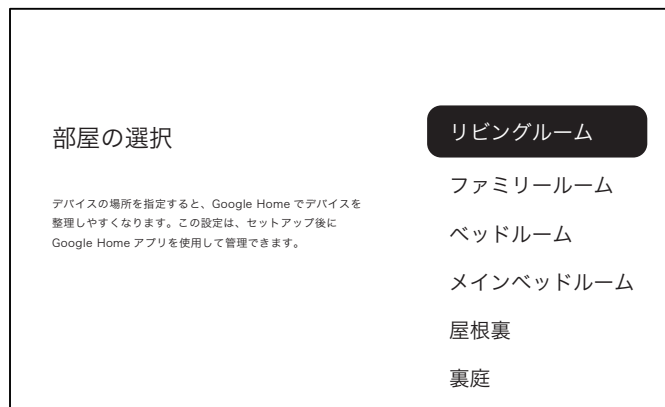 部屋の選択
デバイスの場所を指定すると、Google Home でデバイスを
整理しやすくなります。この設定は、セットアップ後に
Google Home アプリを使用して管理できます。
リビングルーム
ファミリールーム
ベッドルーム
メインベッドルーム
屋根裏
裏庭